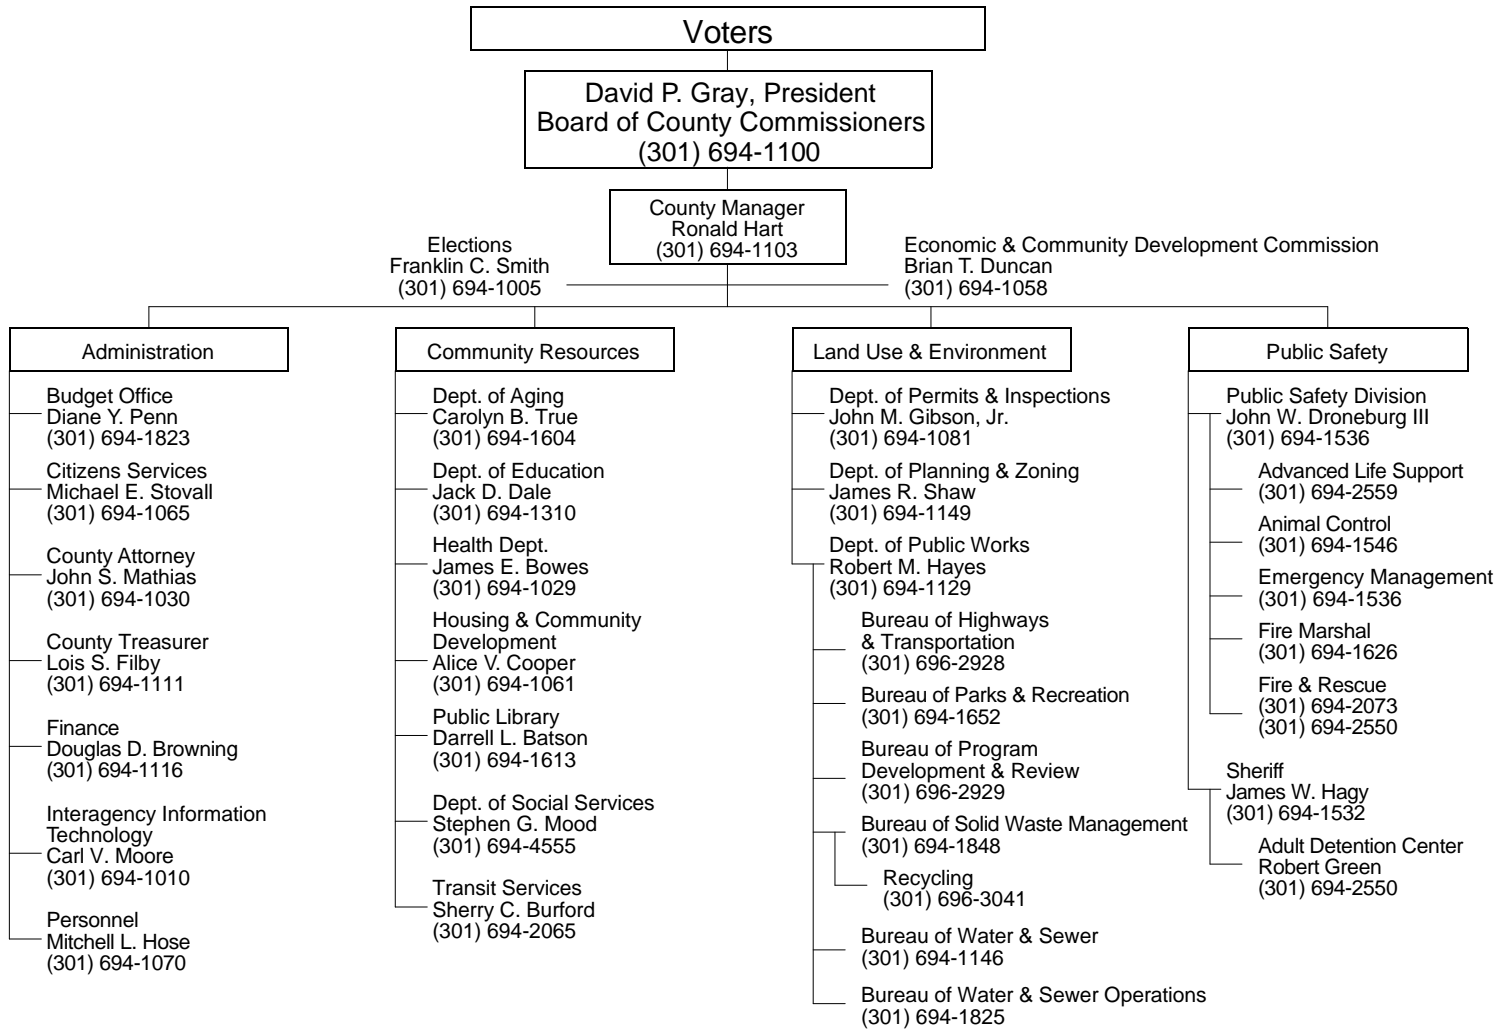 Voters
David P. Gray, President
Board of County Commissioners
(301) 694-1100
County Manager
Ronald Hart
(301) 694-1103
Elections
Franklin C. Smith
(301) 694-1005
Economic & Community Development Commission
Brian T. Duncan
(301) 694-1058
Administration
Budget Office
Diane Y. Penn
(301) 694-1823
Citizens Services
Michael E. Stovall
(301) 694-1065
County Attorney
John S. Mathias
(301) 694-1030
County Treasurer
Lois S. Filby
(301) 694-1111
Finance
Douglas D. Browning
(301) 694-1116
Interagency Information
Technology
Carl V. Moore
(301) 694-1010
Personnel
Mitchell L. Hose
(301) 694-1070
Community Resources
Dept. of Aging
Carolyn B. True
(301) 694-1604
Dept. of Education
Jack D. Dale
(301) 694-1310
Health Dept.
James E. Bowes
(301) 694-1029
Housing & Community
Development
Alice V. Cooper
(301) 694-1061
Public Library
Darrell L. Batson
(301) 694-1613
Dept. of Social Services
Stephen G. Mood
(301) 694-4555
Transit Services
Sherry C. Burford
(301) 694-2065
Land Use & Environment
Dept. of Permits & Inspections
John M. Gibson, Jr.
(301) 694-1081
Dept. of Planning & Zoning
James R. Shaw
(301) 694-1149
Dept. of Public Works
Robert M. Hayes
(301) 694-1129
Bureau of Highways
& Transportation
(301) 696-2928
Bureau of Parks & Recreation
(301) 694-1652
Bureau of Program
Development & Review
(301) 696-2929
Bureau of Solid Waste Management
(301) 694-1848
Recycling
(301) 696-3041
Bureau of Water & Sewer
(301) 694-1146
Bureau of Water & Sewer Operations
(301) 694-1825
Public Safety
Public Safety Division
John W. Droneburg III
(301) 694-1536
Advanced Life Support
(301) 694-2559
Animal Control
(301) 694-1546
Emergency Management
(301) 694-1536
Fire Marshal
(301) 694-1626
Fire & Rescue
(301) 694-2073
(301) 694-2550
Sheriff
James W. Hagy
(301) 694-1532
Adult Detention Center
Robert Green
(301) 694-2550